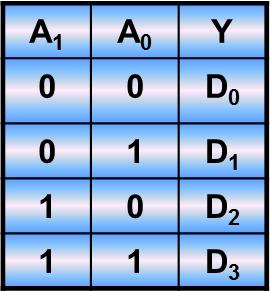 A₁ A₀ Y
0 0 D₀
0 1 D₁
1 0 D₂
1 1 D₃